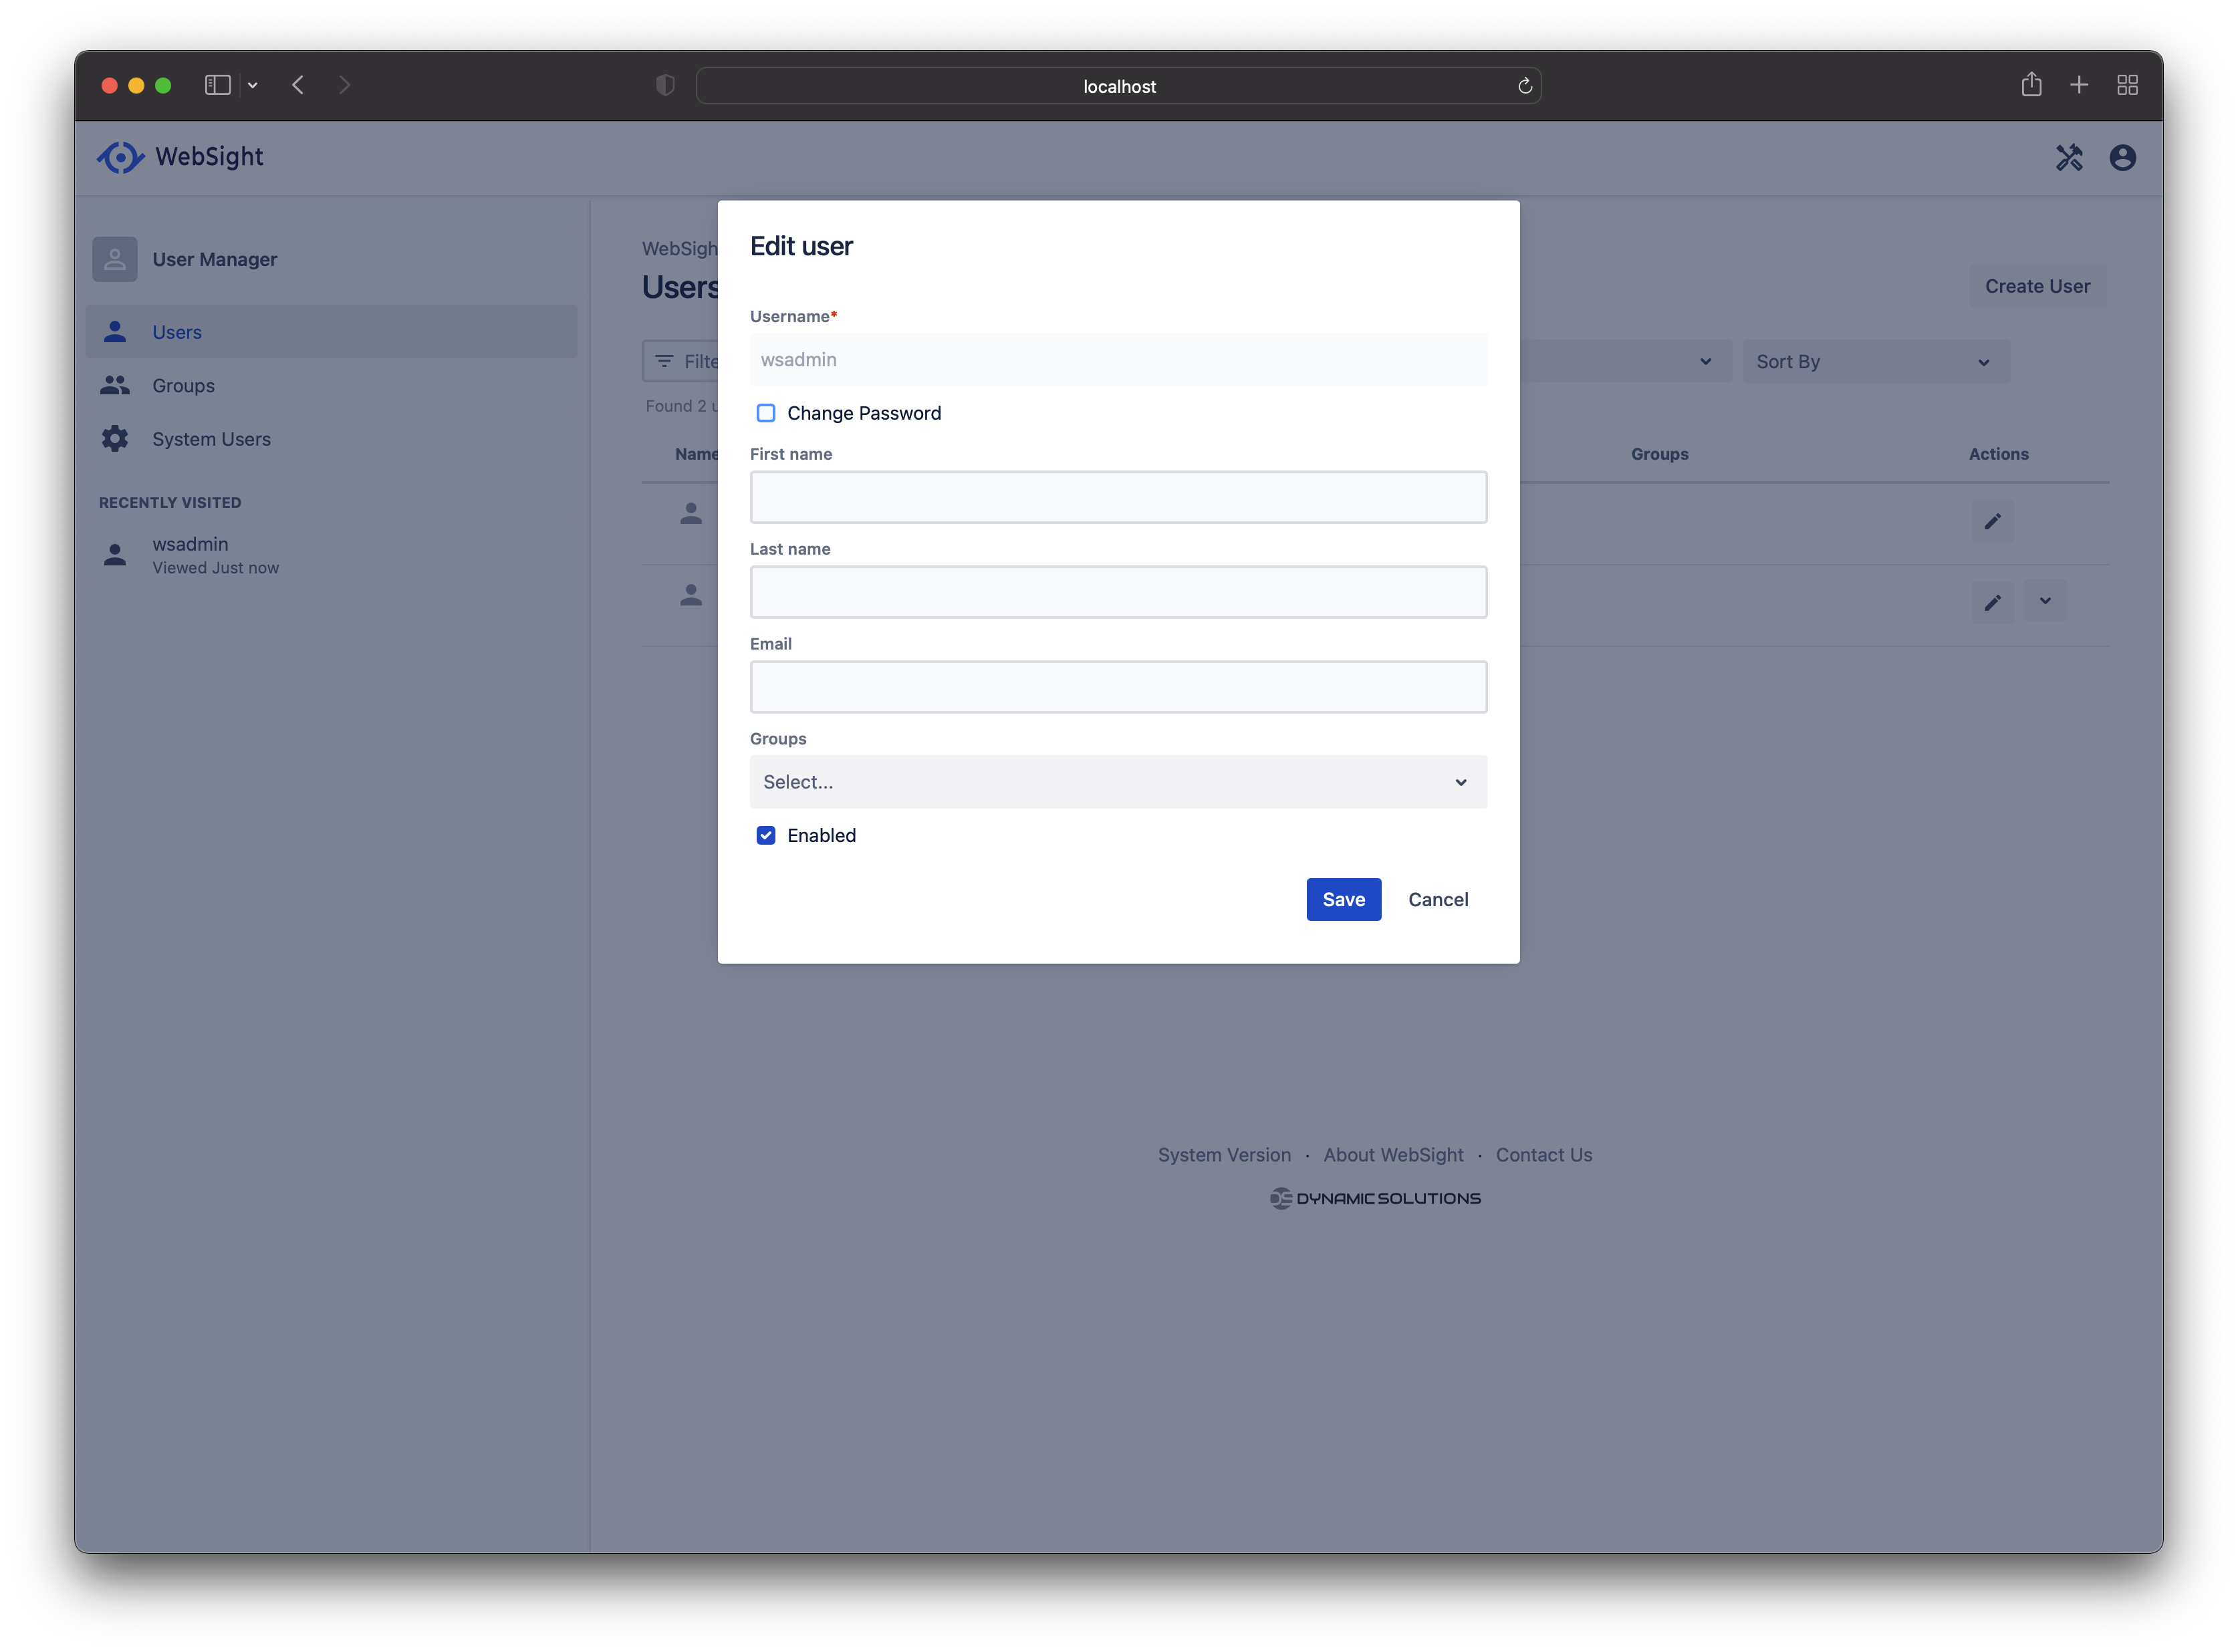 localhost
WebSight
User Manager
Users
Groups
System Users
RECENTLY VISITED
wsadmin
Viewed Just now
Users
Create User
Sort By
Found 2
Name
Groups
Actions
Edit user
Username*
wsadmin
Change Password
First name
Last name
Email
Groups
Select...
Enabled
Save Cancel
System Version · About WebSight · Contact Us
DS DYNAMIC SOLUTIONS